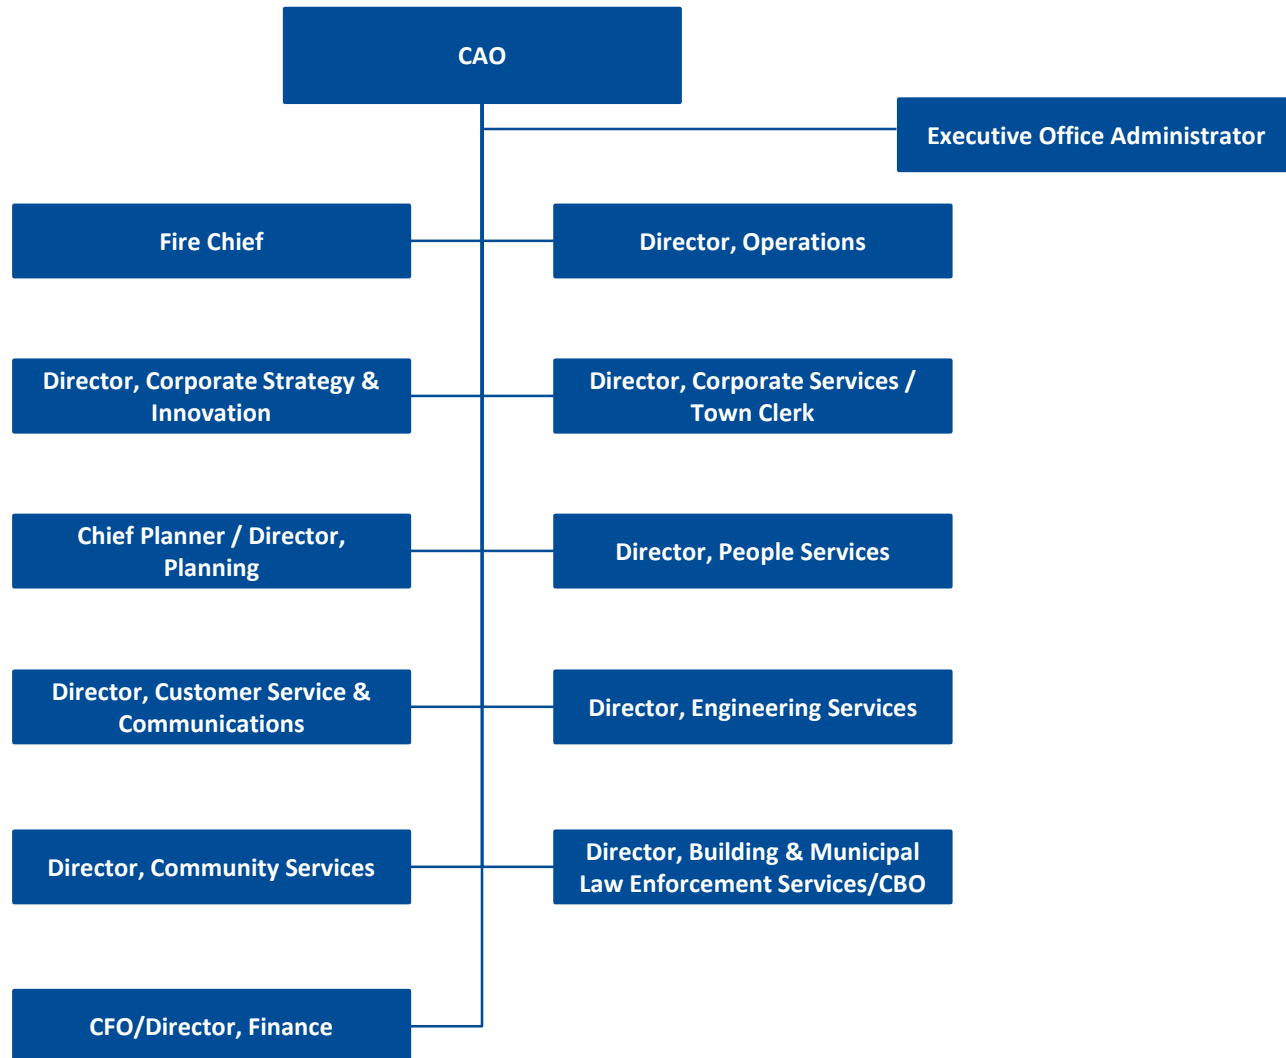 CAO
Executive Office Administrator
Fire Chief
Director, Operations
Director, Corporate Strategy &
Innovation
Director, Corporate Services /
Town Clerk
Chief Planner / Director,
Planning
Director, People Services
Director, Customer Service &
Communications
Director, Engineering Services
Director, Community Services
Director, Building & Municipal
Law Enforcement Services/CBO
CFO/Director, Finance